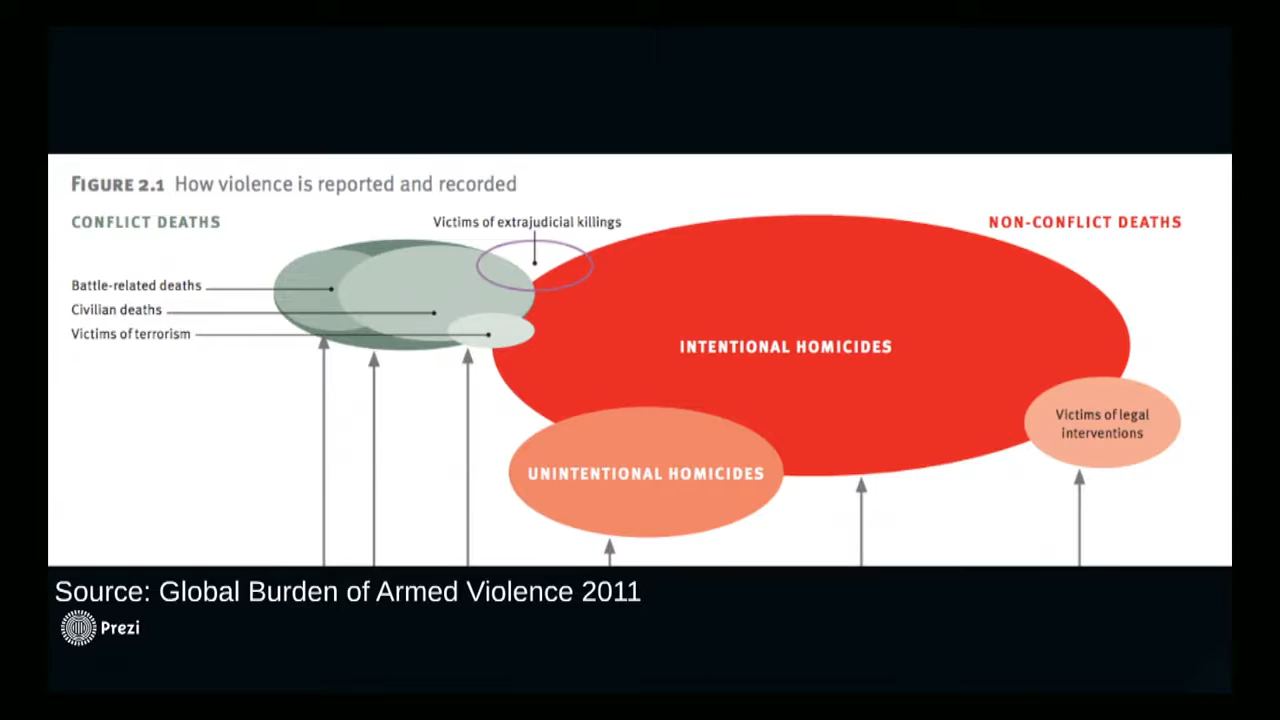 FIGURE 2.1 How violence is reported and recorded
CONFLICT DEATHS
Victims of extrajudicial killings
NON-CONFLICT DEATHS
Battle-related deaths
Civilian deaths
Victims of terrorism
INTENTIONAL HOMICIDES
Victims of legal
interventions
UNINTENTIONAL HOMICIDES
Source: Global Burden of Armed Violence 2011
Prezi